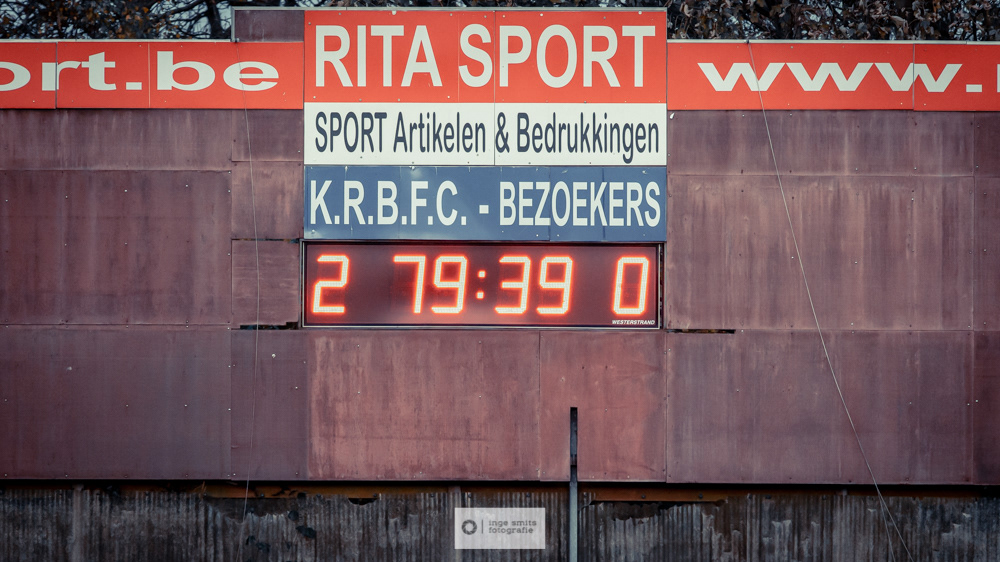 RITA SPORT
ort.be
www.
SPORT Artikelen & Bedrukkingen
K.R.B.F.C. - BEZOEKERS
2 79:39 0
WESTERSTRAND
inge smits
fotografie